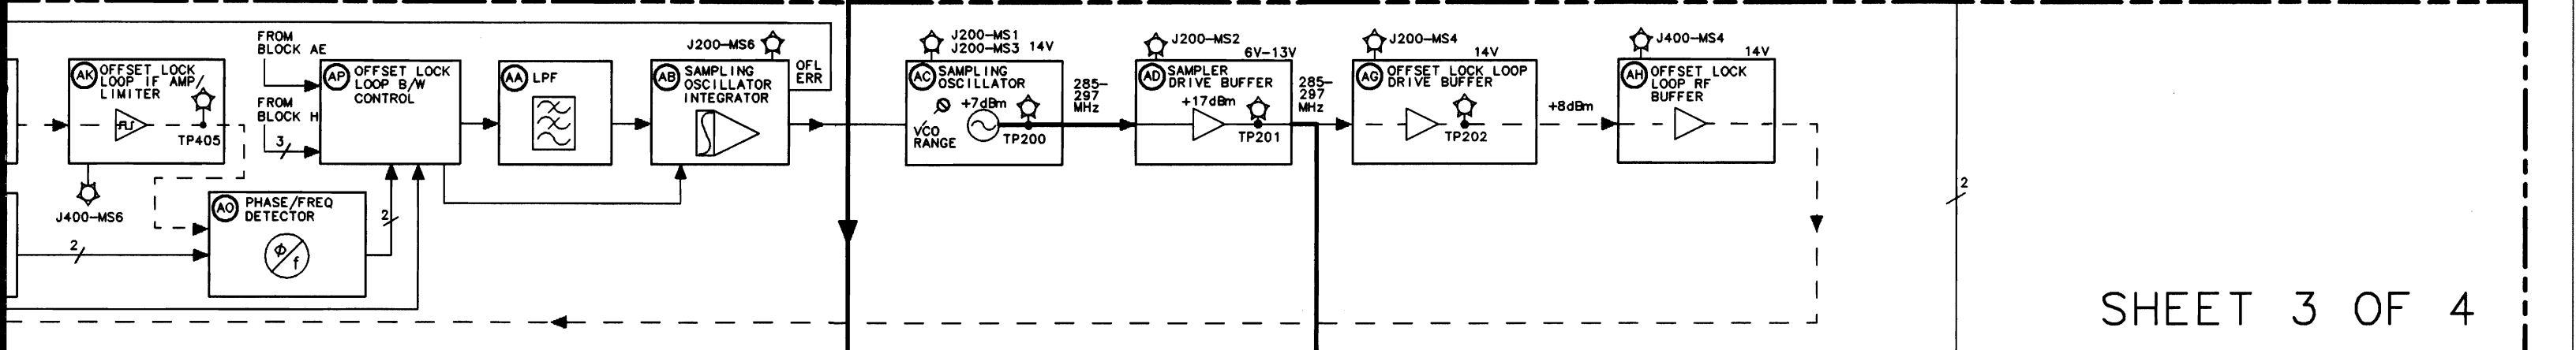 AK OFFSET LOCK
LOOP IF AMP/
LIMITER
TP405
J400-MS6
FROM
BLOCK AE
FROM
BLOCK H
3
AP OFFSET LOCK
LOOP B/W
CONTROL
AO PHASE/FREQ
DETECTOR
Φ/f
2
2
AA LPF
J200-MS6
AB SAMPLING
OSCILLATOR
INTEGRATOR
OFL
ERR
J200-MS1
J200-MS3 14V
AC SAMPLING
OSCILLATOR
+7dBm
VCO
RANGE
TP200
285-
297
MHz
J200-MS2
6V-13V
AD SAMPLER
DRIVE BUFFER
+17dBm
TP201
285-
297
MHz
J200-MS4
14V
AG OFFSET LOCK LOOP
DRIVE BUFFER
TP202
+8dBm
J400-MS4
14V
AH OFFSET LOCK
LOOP RF
BUFFER
2
SHEET 3 OF 4